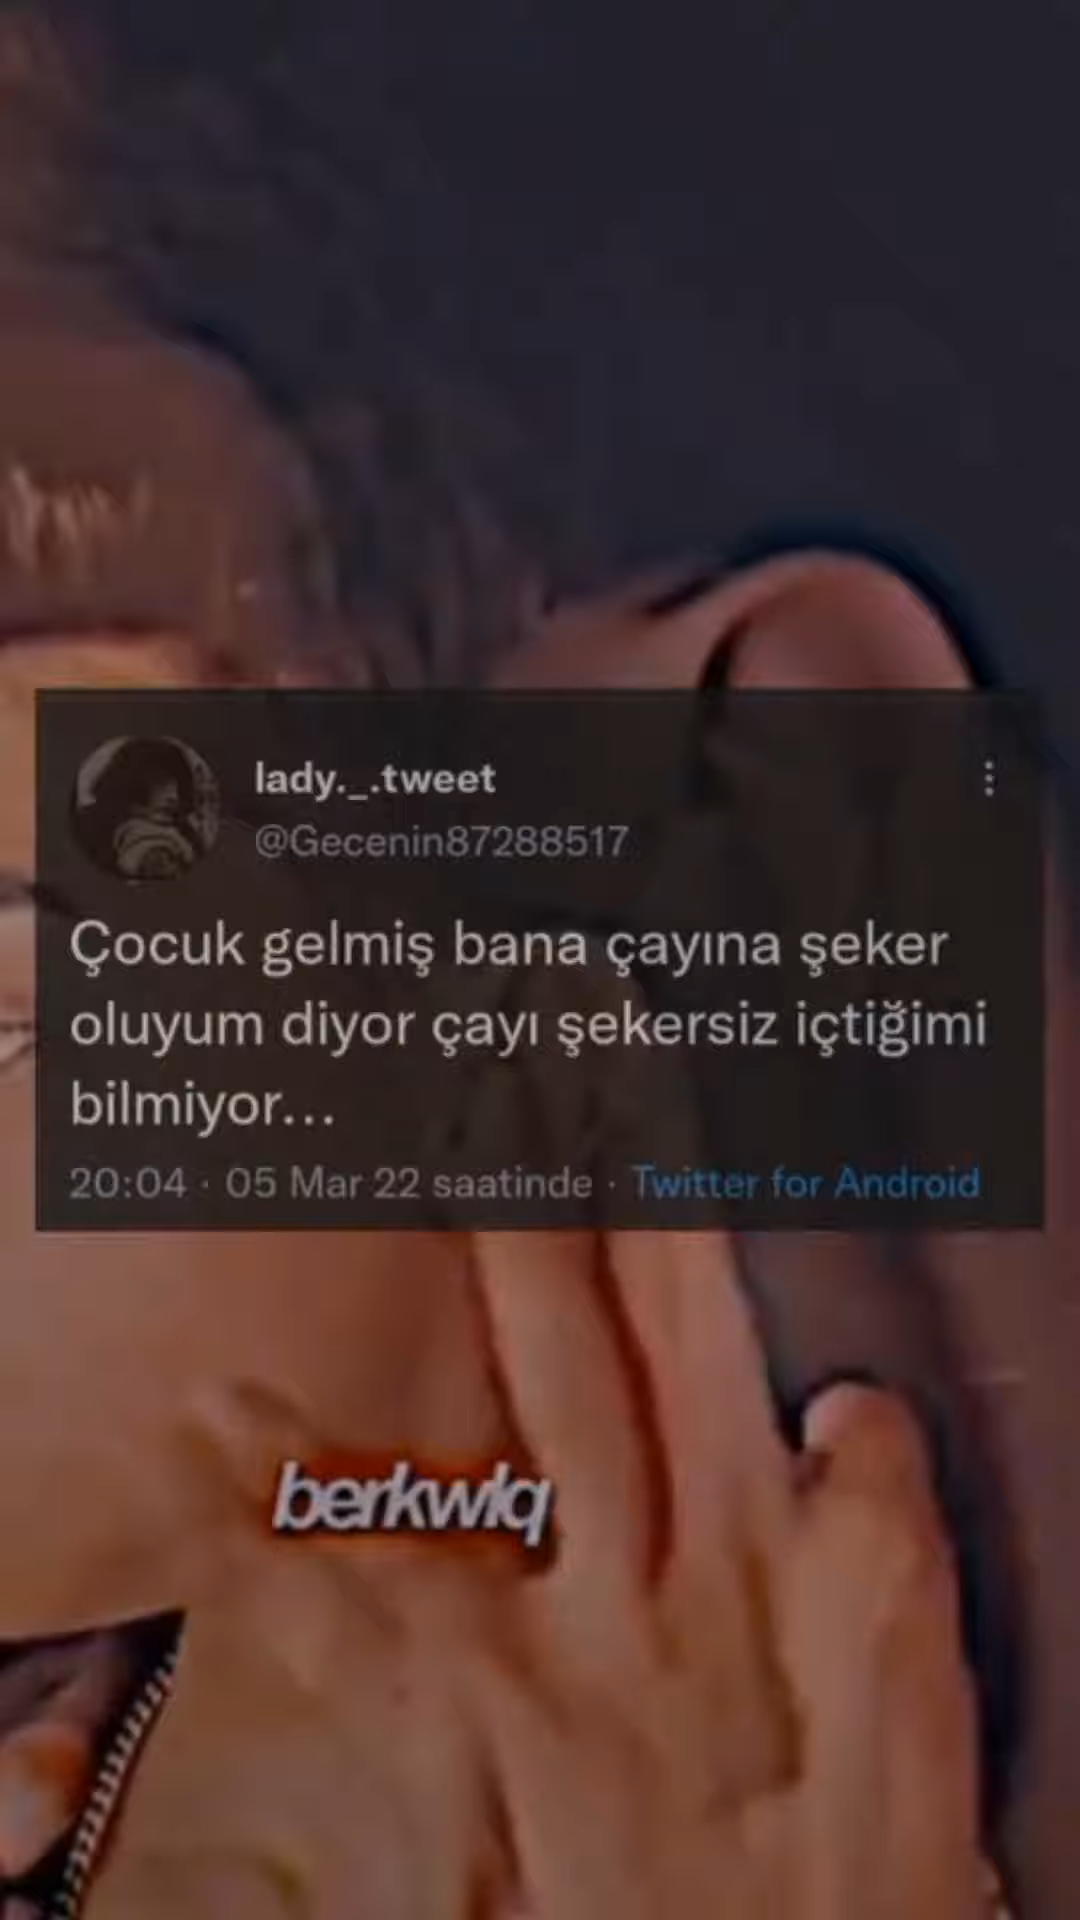 lady._.tweet
@Gecenin87288517
Çocuk gelmiş bana çayına şeker
oluyum diyor çayı şekersiz içtiğimi
bilmiyor...
20:04 · 05 Mar 22 saatinde · Twitter for Android
berkwlq